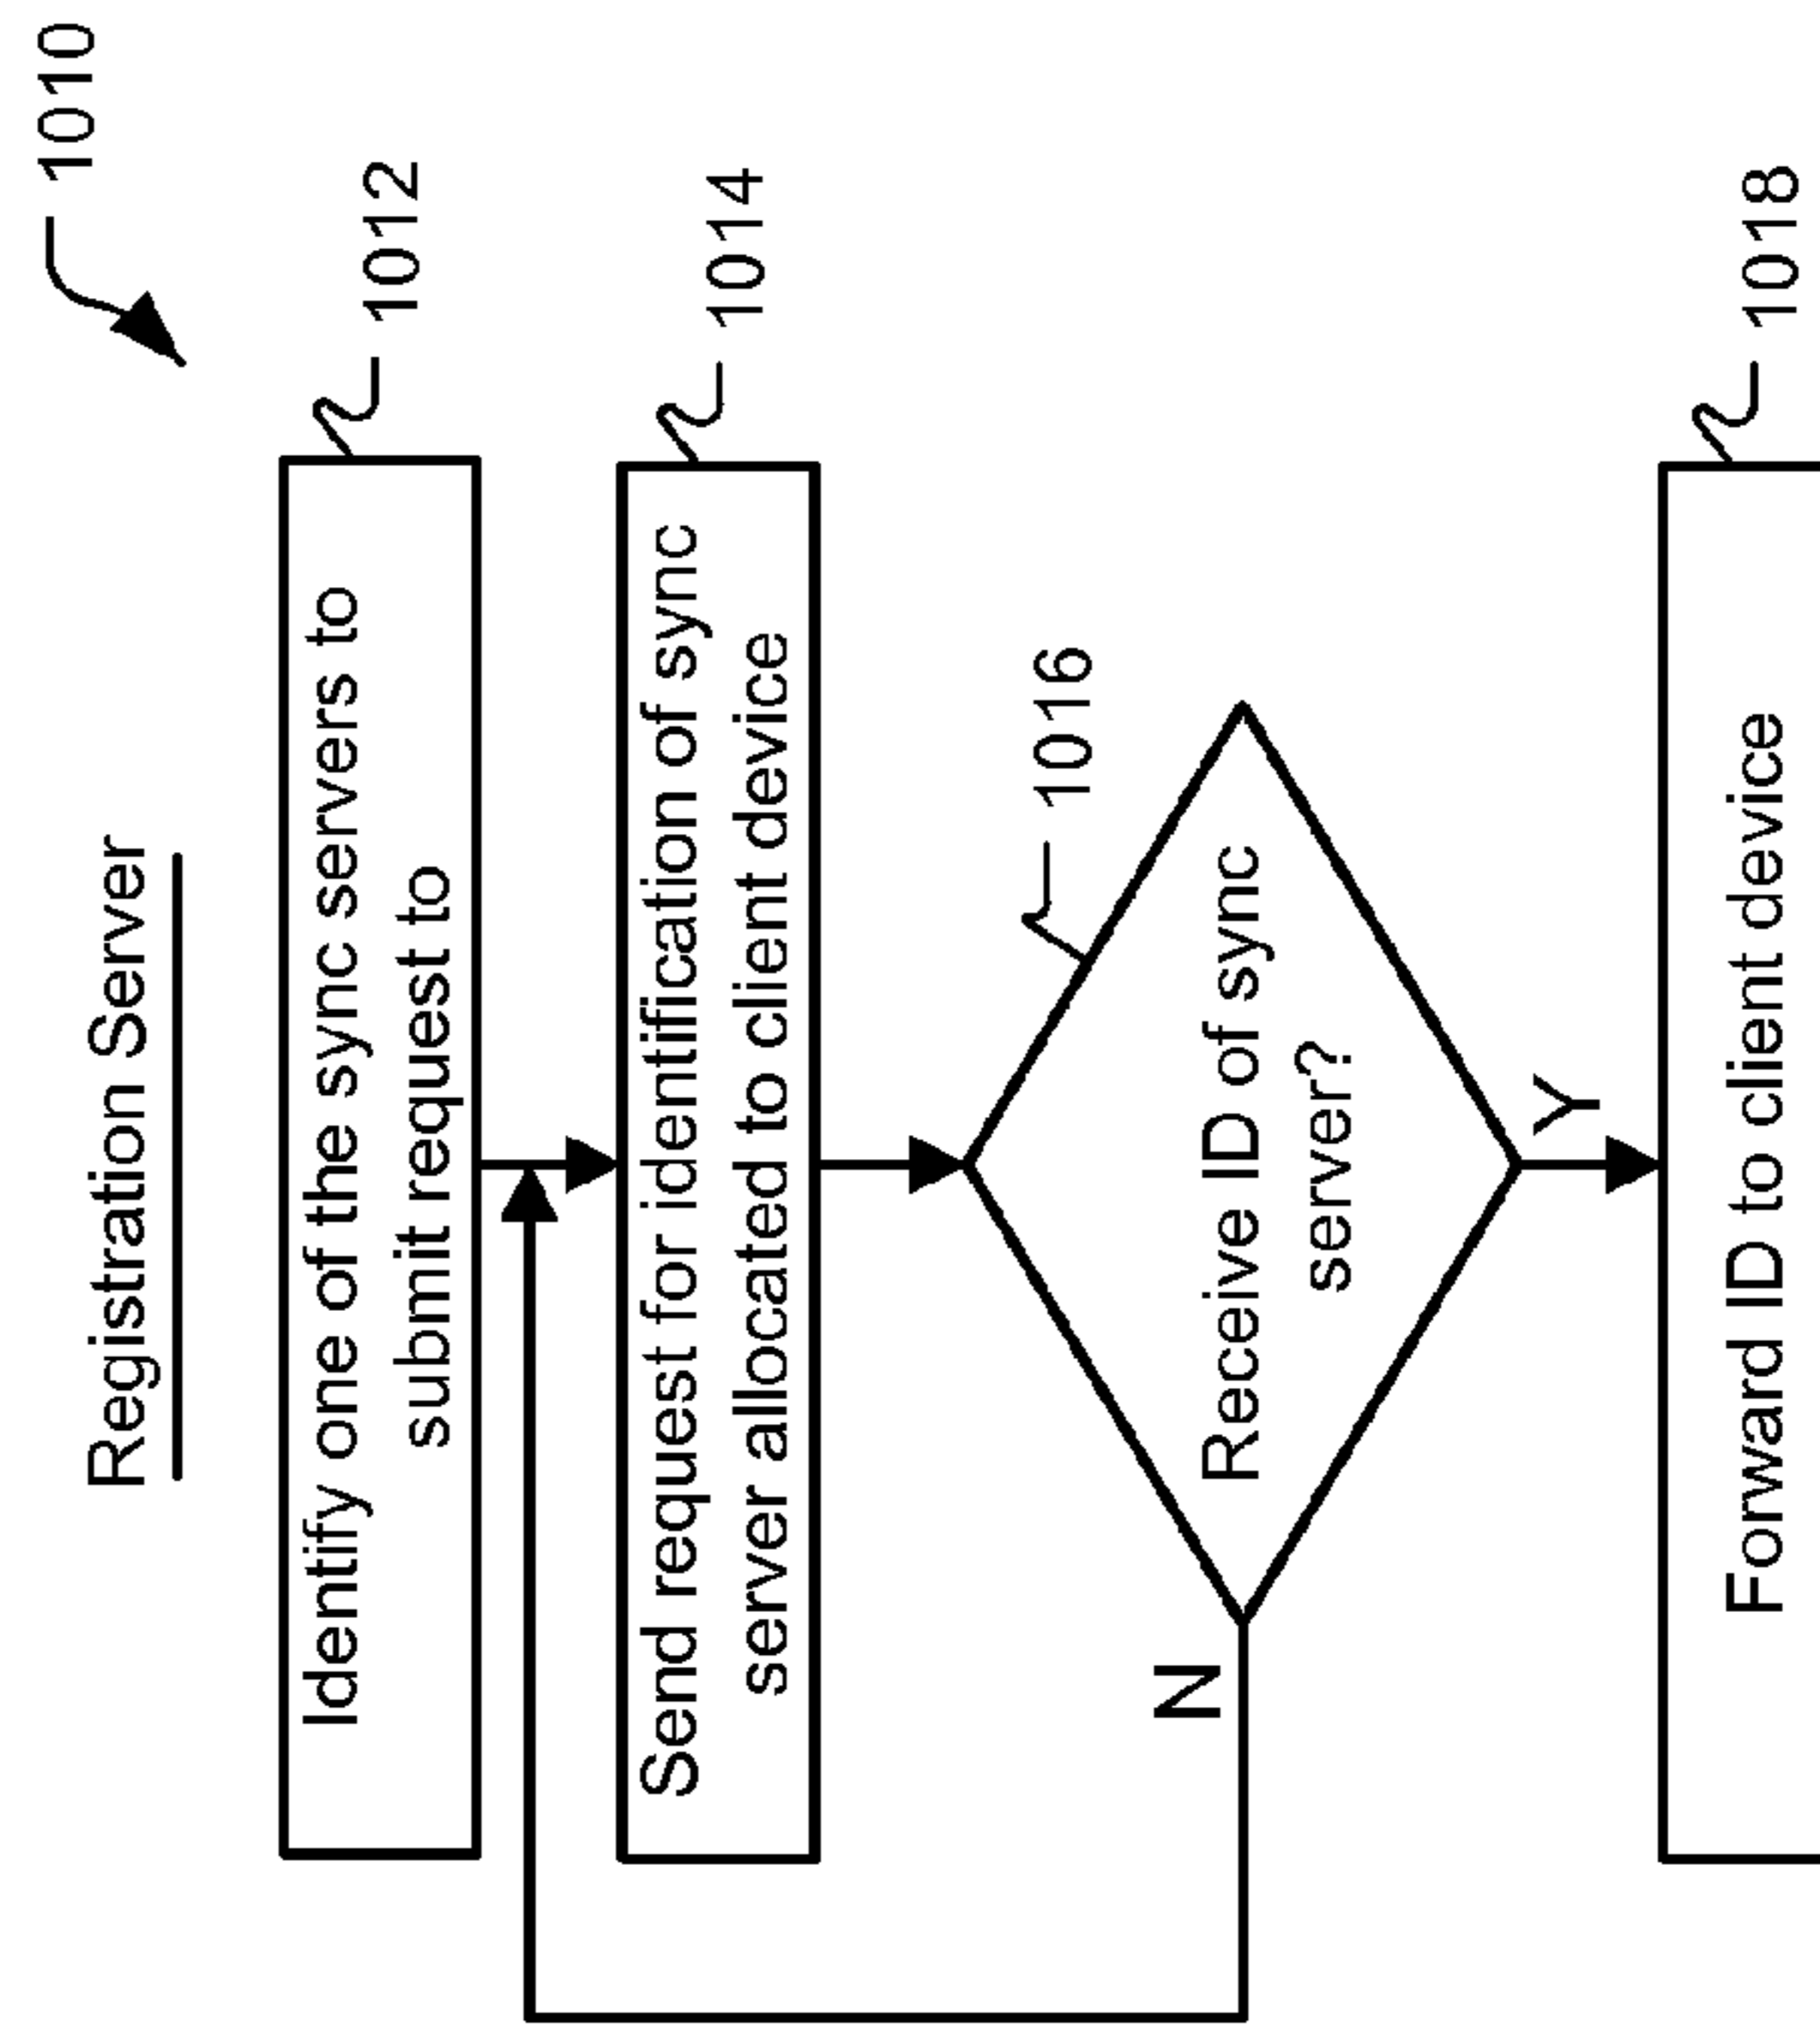 1010
Registration Server
Identify one of the sync servers to
submit request to
1012
Send request for identification of sync
server allocated to client device
1014
1016
Receive ID of sync
server?
N
Y
Forward ID to client device
1018